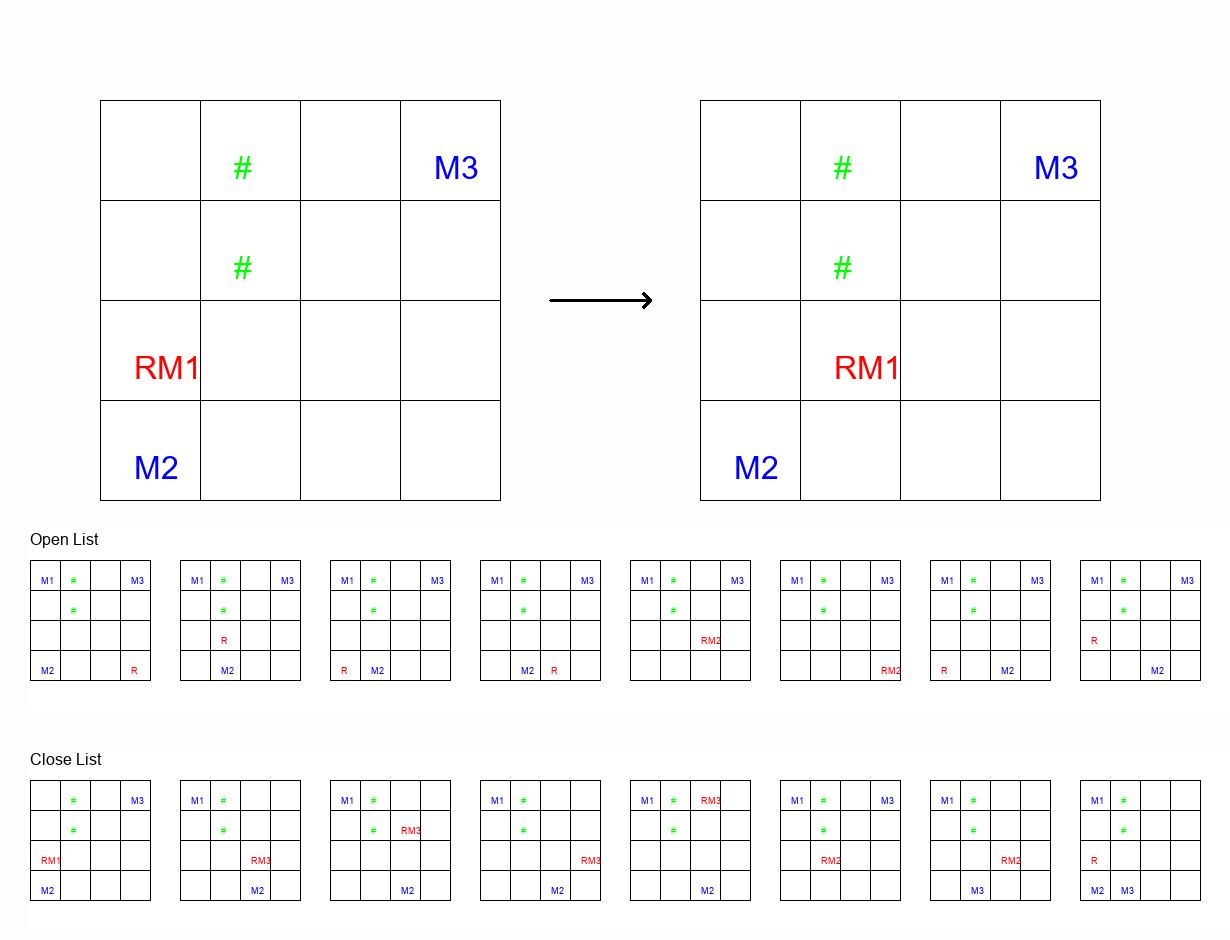 # M3 # M3
# #
RM1 RM1
M2 M2
Open List
M1 # M3 M1 # M3 M1 # M3 M1 # M3 M1 # M3 M1 # M3 M1 # M3 M1 # M3
# # # # # # # #
R RM2 R
M2 R M2 R M2 M2 R RM2 R M2 M2
Close List
# M3 M1 # M1 # M1 # M1 # RM3 M1 # M3 M1 # M1 #
# # # RM3 # # # # #
RM1 RM3 RM3 RM2 RM2 R
M2 M2 M2 M2 M2 M3 M2 M3